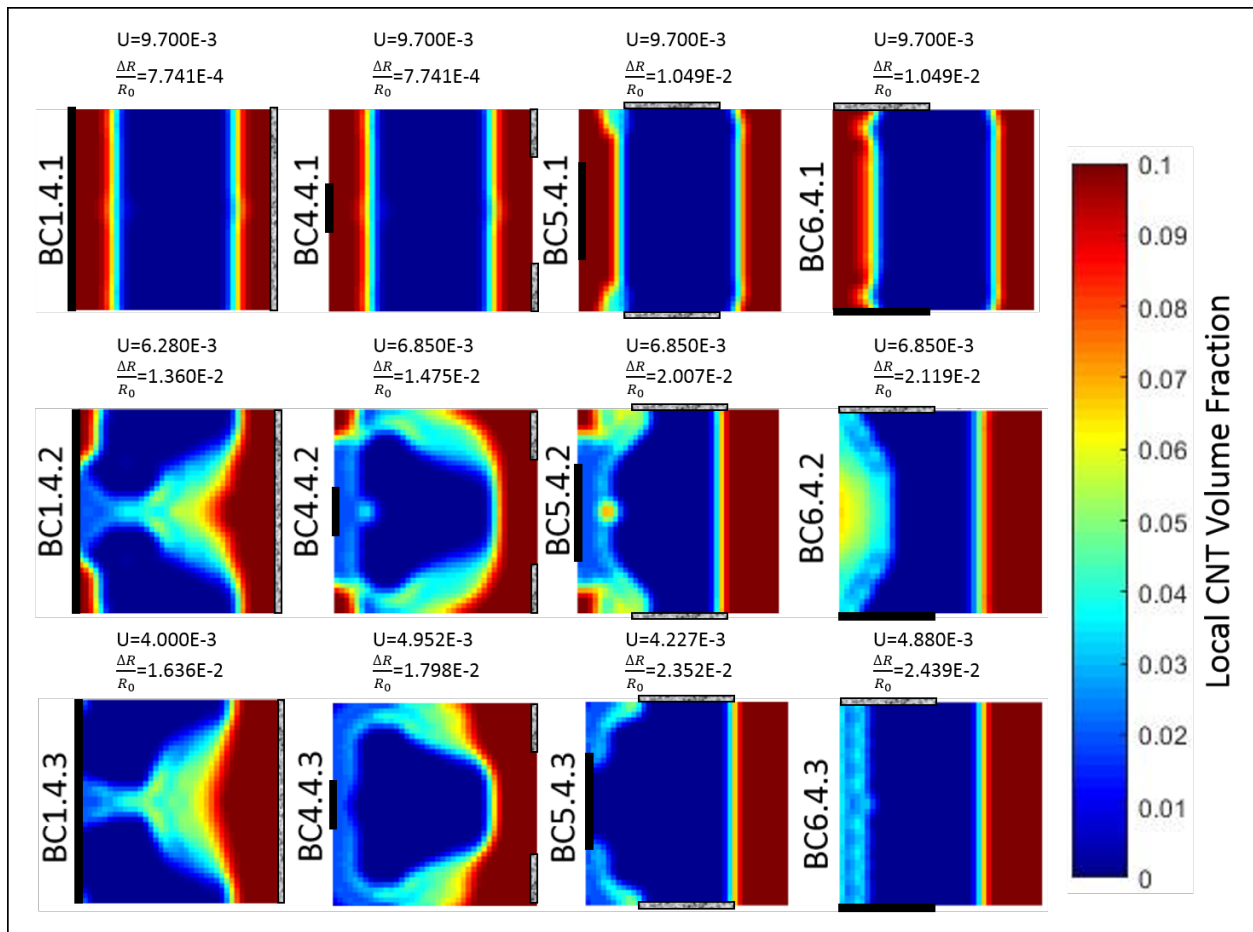 U=9.700E-3 U=9.700E-3 U=9.700E-3 U=9.700E-3
ΔR/R₀=7.741E-4 ΔR/R₀=7.741E-4 ΔR/R₀=1.049E-2 ΔR/R₀=1.049E-2
BC1.4.1 BC4.4.1 BC5.4.1 BC6.4.1
U=6.280E-3 U=6.850E-3 U=6.850E-3 U=6.850E-3
ΔR/R₀=1.360E-2 ΔR/R₀=1.475E-2 ΔR/R₀=2.007E-2 ΔR/R₀=2.119E-2
BC1.4.2 BC4.4.2 BC5.4.2 BC6.4.2
U=4.000E-3 U=4.952E-3 U=4.227E-3 U=4.880E-3
ΔR/R₀=1.636E-2 ΔR/R₀=1.798E-2 ΔR/R₀=2.352E-2 ΔR/R₀=2.439E-2
BC1.4.3 BC4.4.3 BC5.4.3 BC6.4.3
0.1
0.09
0.08
0.07
0.06
0.05
0.04
0.03
0.02
0.01
0
Local CNT Volume Fraction